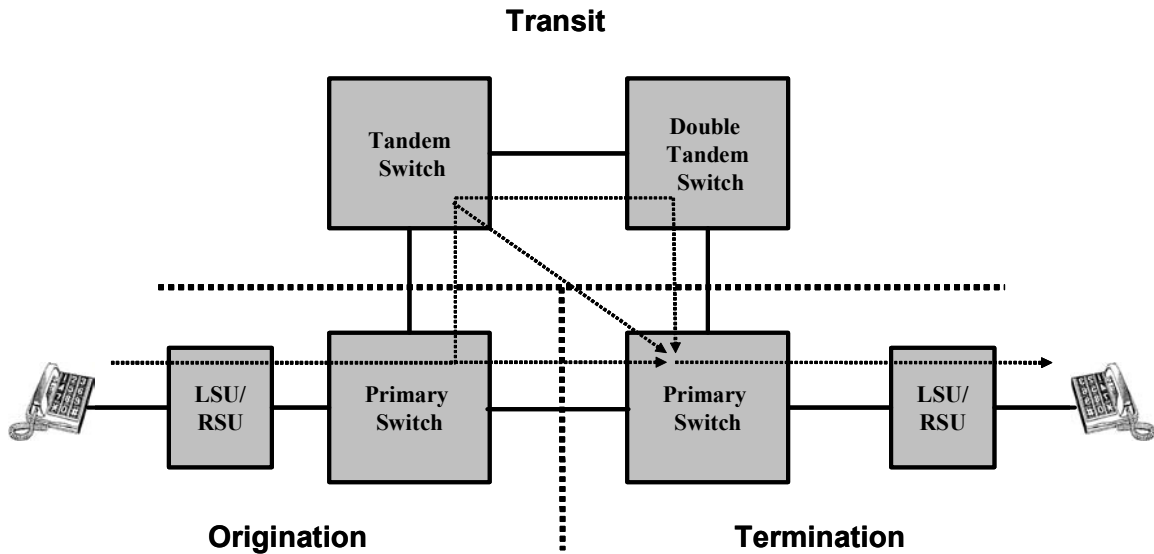 Transit
Tandem
Switch
Double
Tandem
Switch
LSU/
RSU
Primary
Switch
Primary
Switch
LSU/
RSU
Origination
Termination